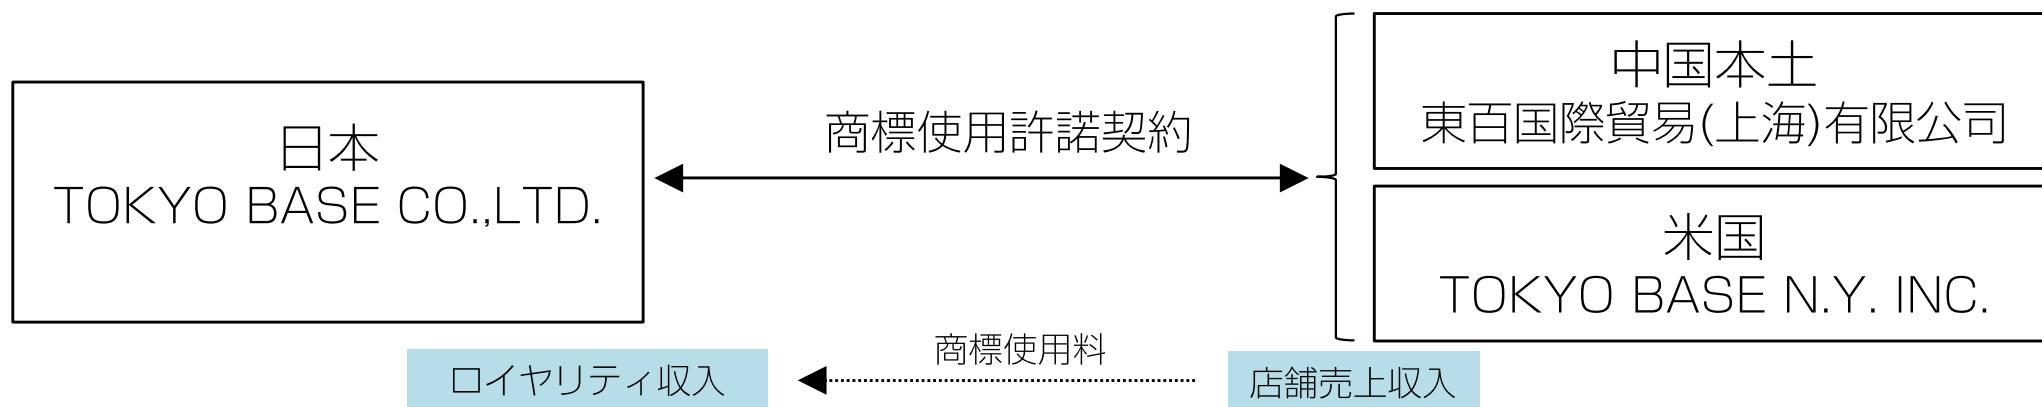 日本
TOKYO BASE CO.,LTD.
商標使用許諾契約
中国本土
東百国際貿易(上海)有限公司
米国
TOKYO BASE N.Y. INC.
商標使用料
ロイヤリティ収入
店舗売上収入